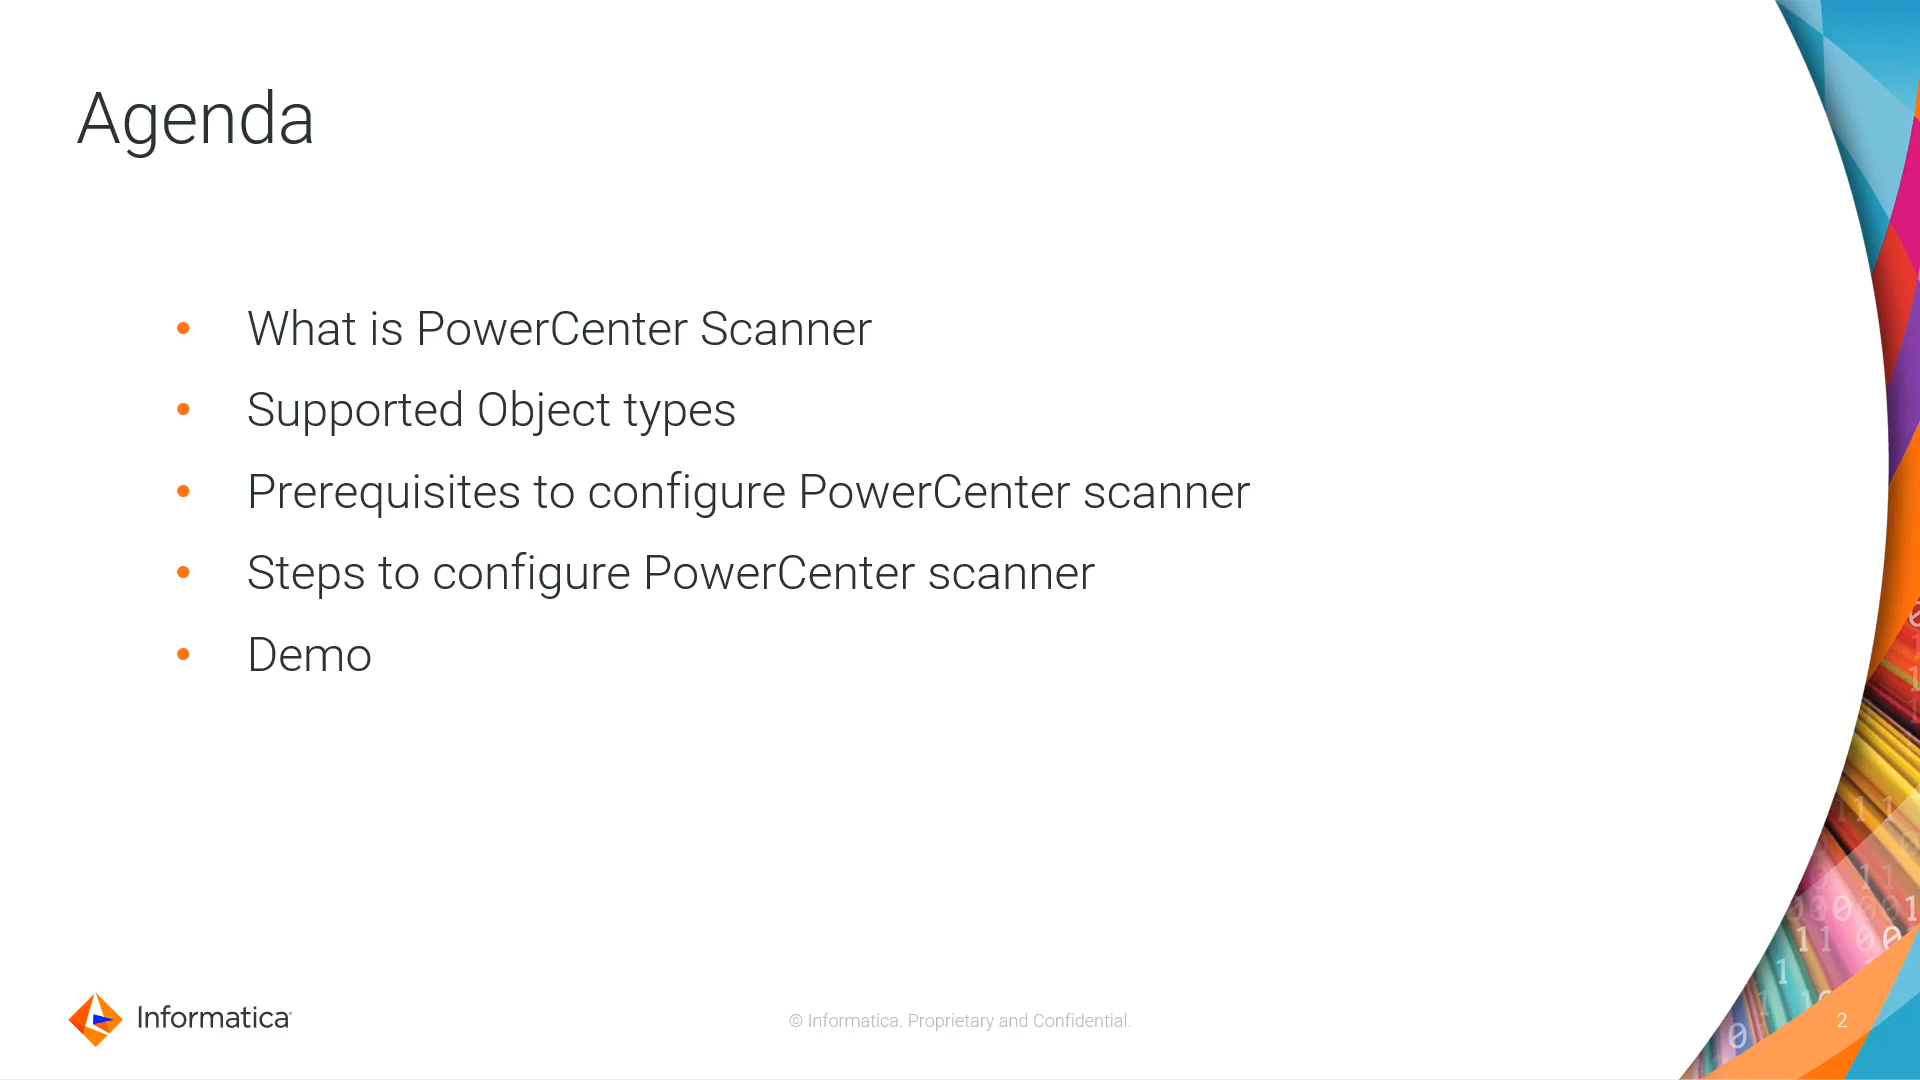 Agenda
• What is PowerCenter Scanner
• Supported Object types
• Prerequisites to configure PowerCenter scanner
• Steps to configure PowerCenter scanner
• Demo
Informatica
© Informatica. Proprietary and Confidential.
2